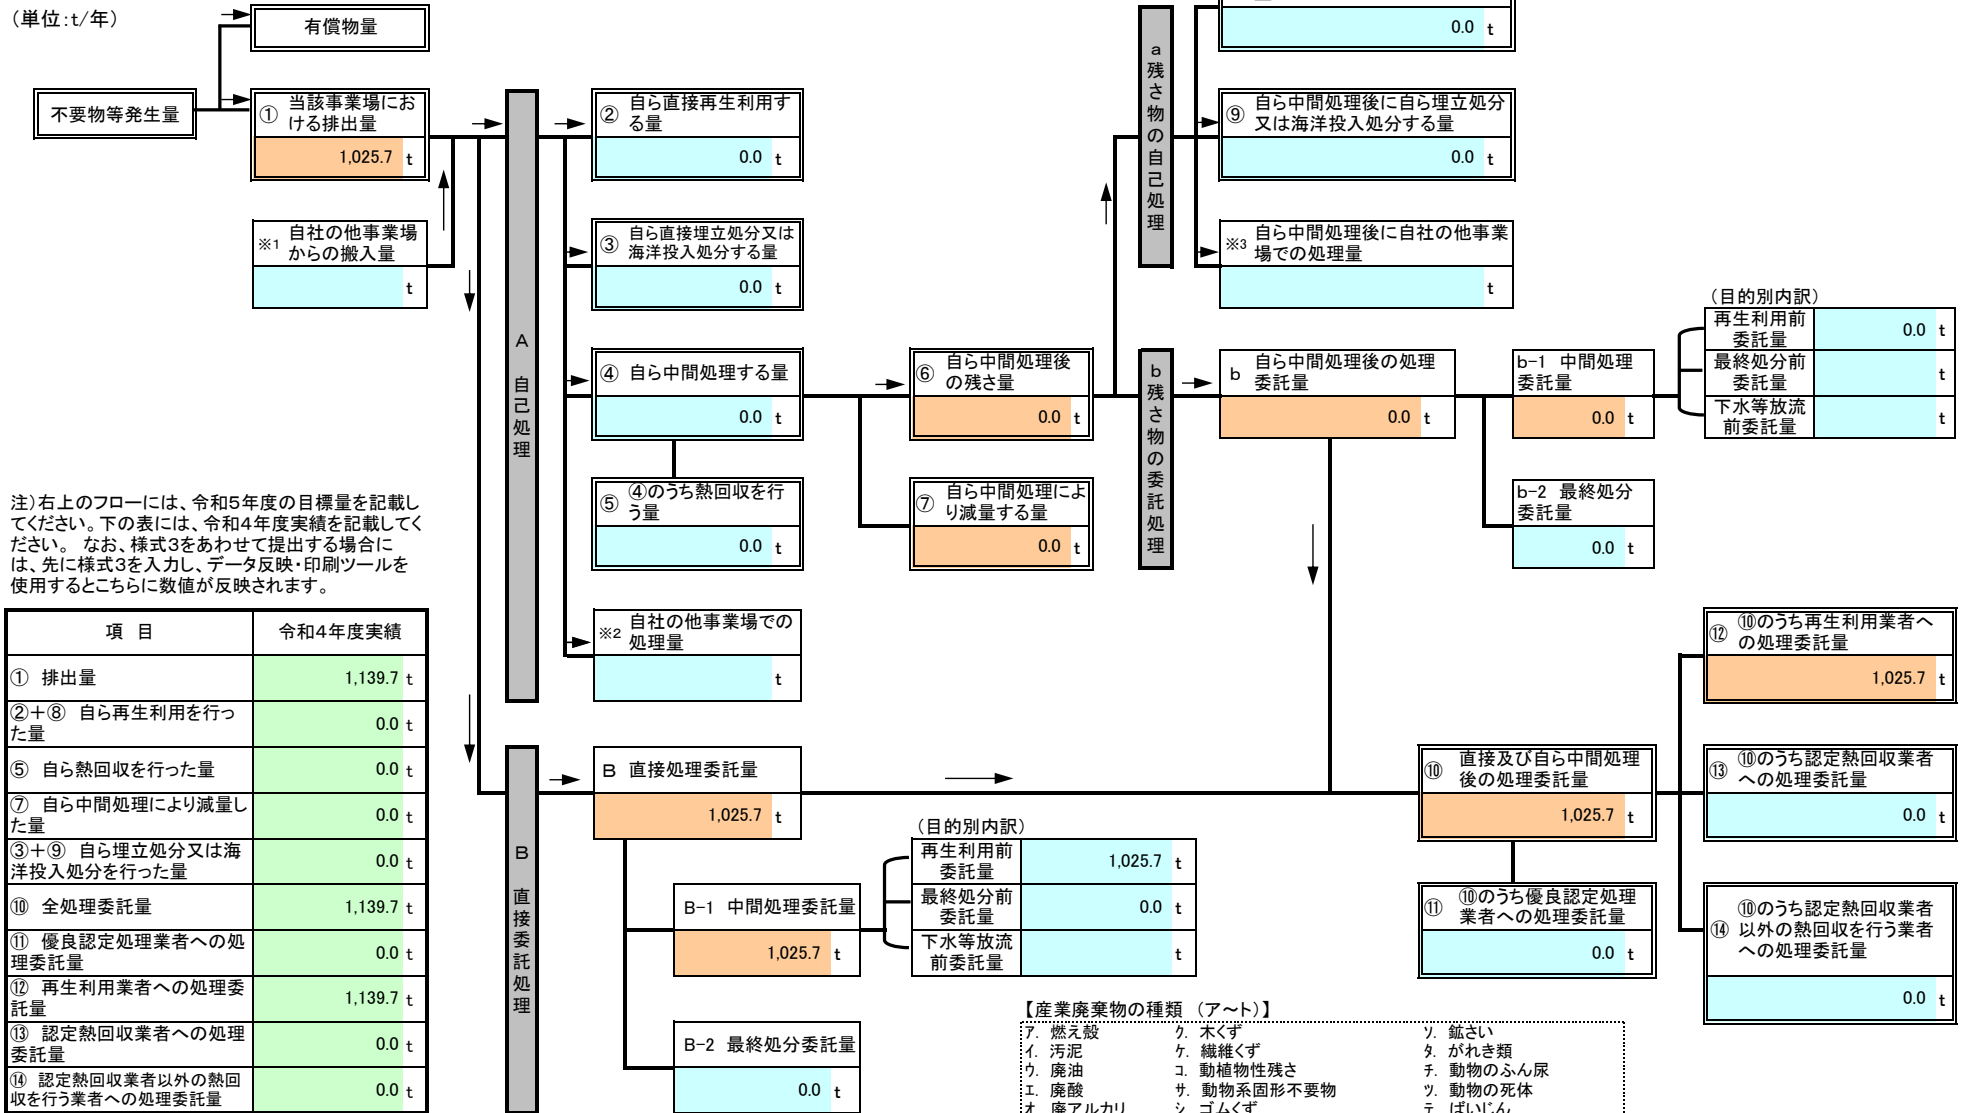 （単位:t/年）
有償物量
不要物等発生量
①
当該事業場にお
ける排出量
1,025.7 t
※1
自社の他事業場
からの搬入量
t
A 自己処理
②
自ら直接再生利用す
る量
0.0 t
③
自ら直接埋立処分又は
海洋投入処分する量
0.0 t
④ 自ら中間処理する量
0.0 t
⑤
④のうち熱回収を行
う量
0.0 t
※2
自社の他事業場での
処理量
t
⑥
自ら中間処理後
の残さ量
0.0 t
⑦
自ら中間処理によ
り減量する量
0.0 t
a 残さ物の自己処理
0.0 t
⑨
自ら中間処理後に自ら埋立処分
又は海洋投入処分する量
0.0 t
※3
自ら中間処理後に自社の他事業
場での処理量
t
b 残さ物の委託処理
b
自ら中間処理後の処理
委託量
0.0 t
b-1 中間処理
委託量
0.0 t
（目的別内訳）
再生利用前
委託量
0.0 t
最終処分前
委託量
t
下水等放流
前委託量
b-2 最終処分
委託量
0.0 t
注）右上のフローには、令和5年度の目標量を記載し
てください。下の表には、令和4年度実績を記載してく
ださい。 なお、様式3をあわせて提出する場合に
は、先に様式3を入力し、データ反映・印刷ツールを
使用するとこちらに数値が反映されます。
項 目 令和4年度実績
① 排出量 1,139.7 t
②+⑧ 自ら再生利用を行っ
た量
0.0 t
⑤ 自ら熱回収を行った量 0.0 t
⑦ 自ら中間処理により減量し
た量
0.0 t
③+⑨ 自ら埋立処分又は海
洋投入処分を行った量
0.0 t
⑩ 全処理委託量 1,139.7 t
⑪ 優良認定処理業者への処
理委託量
0.0 t
⑫ 再生利用業者への処理委
託量
1,139.7 t
⑬ 認定熱回収業者への処理
委託量
0.0 t
⑭ 認定熱回収業者以外の熱回
収を行う業者への処理委託量
0.0 t
B 直接委託処理
B 直接処理委託量
1,025.7 t
B-1 中間処理委託量
1,025.7 t
B-2 最終処分委託量
0.0 t
（目的別内訳）
再生利用前
委託量
1,025.7 t
最終処分前
委託量
0.0 t
下水等放流
前委託量
t
⑩
直接及び自ら中間処理
後の処理委託量
1,025.7 t
⑪
⑩のうち優良認定処理
業者への処理委託量
0.0 t
⑫
⑩のうち再生利用業者へ
の処理委託量
1,025.7 t
⑬
⑩のうち認定熱回収業者
への処理委託量
0.0 t
⑭
⑩のうち認定熱回収業者
以外の熱回収を行う業者
への処理委託量
0.0 t
【産業廃棄物の種類 （ア～ト）】
ア. 燃え殻 ク. 木くず ソ. 鉱さい
イ. 汚泥 ケ. 繊維くず タ. がれき類
ウ. 廃油 コ. 動植物性残さ チ. 動物のふん尿
エ. 廃酸 サ. 動物系固形不要物 ツ. 動物の死体
オ. 廃アルカリ シ. ゴムくず テ. ばいじん